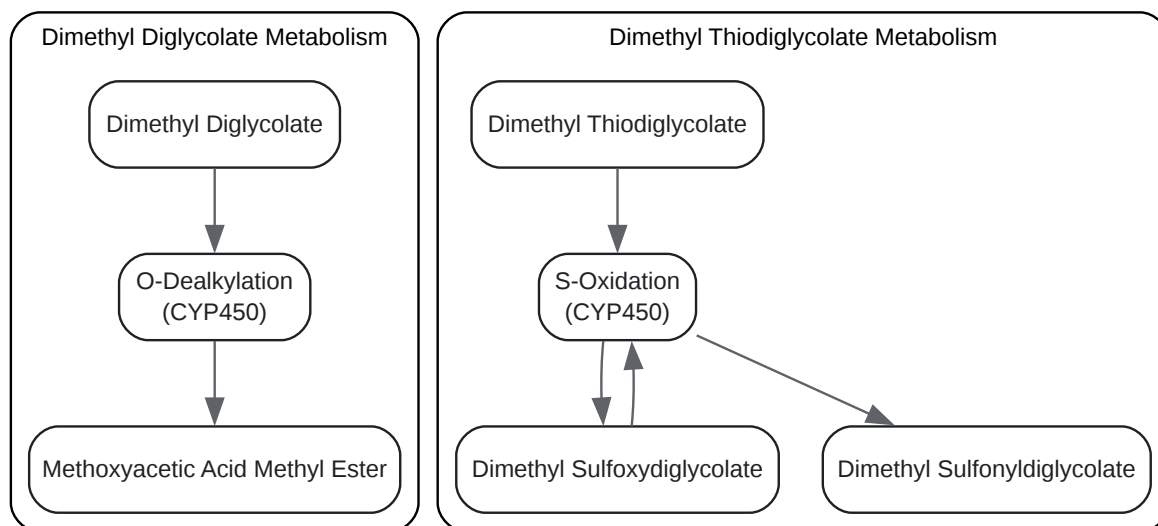 Dimethyl Diglycolate Metabolism
Dimethyl Diglycolate
O-Dealkylation
(CYP450)
Methoxyacetic Acid Methyl Ester
Dimethyl Thiodiglycolate Metabolism
Dimethyl Thiodiglycolate
S-Oxidation
(CYP450)
Dimethyl Sulfoxydiglycolate
Dimethyl Sulfonyldiglycolate